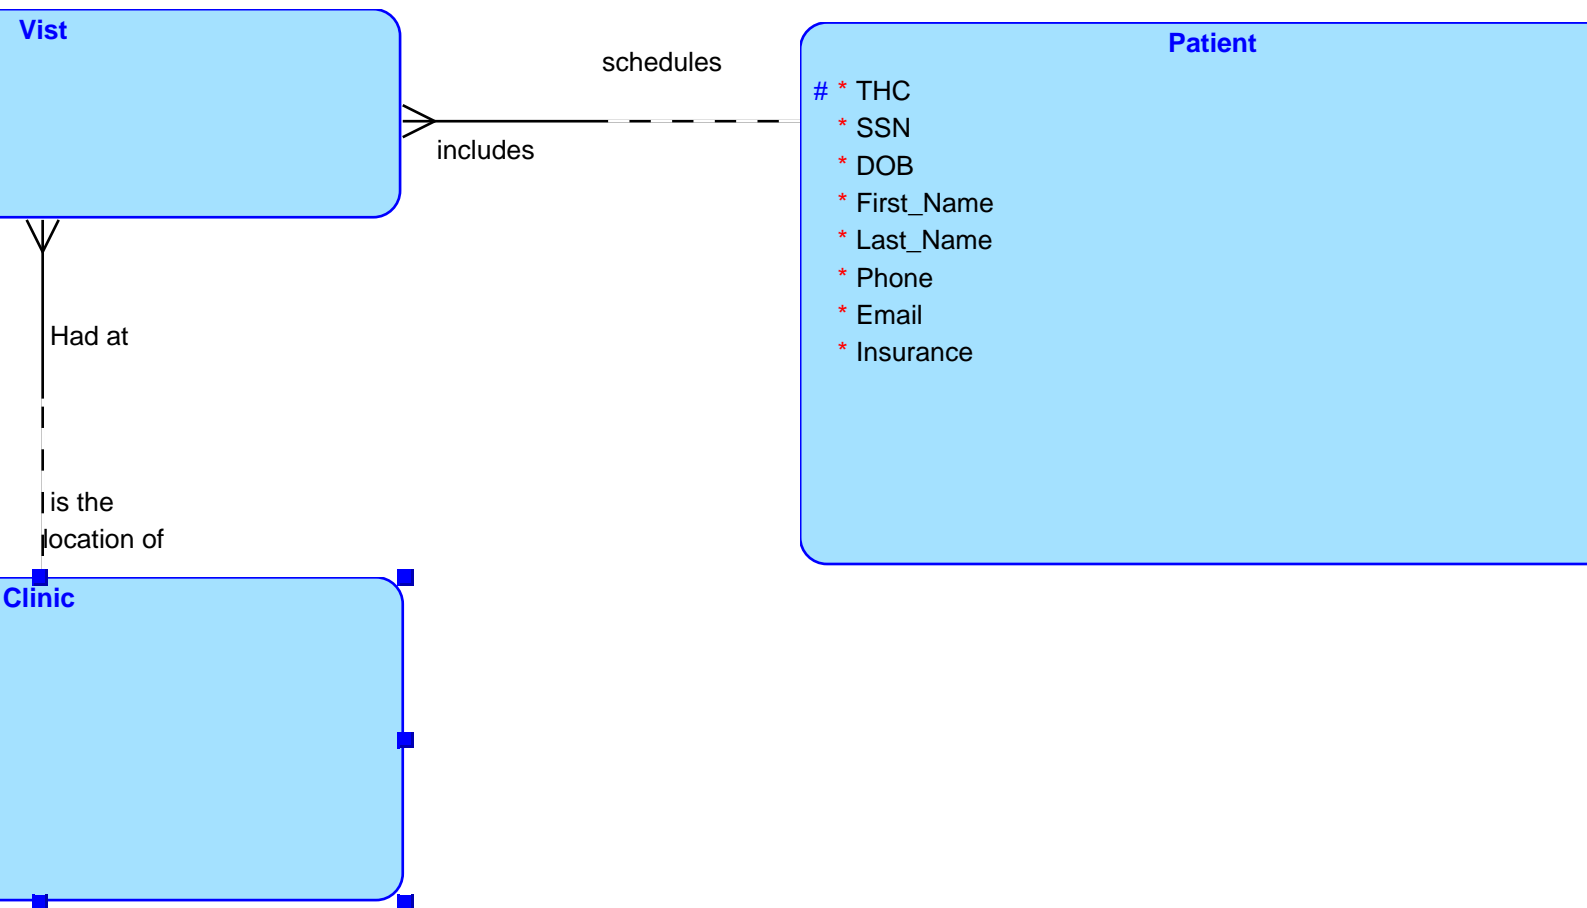 Vist
schedules
includes
Patient
# * THC
* SSN
* DOB
* First_Name
* Last_Name
* Phone
* Email
* Insurance
Had at
is the
location of
Clinic